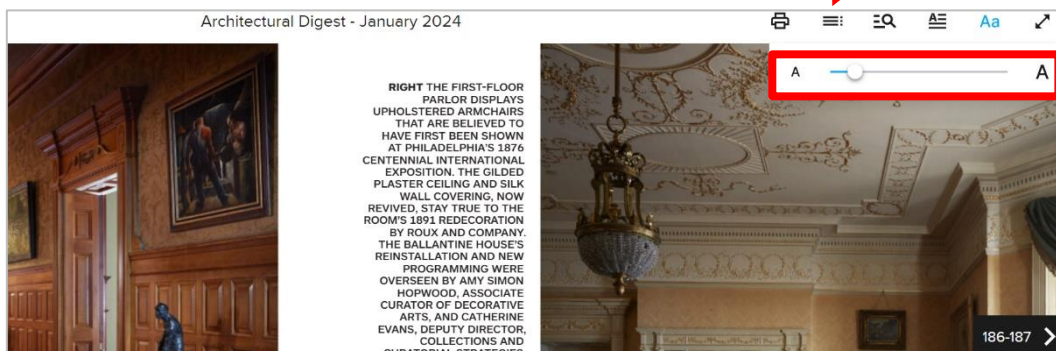 Architectural Digest - January 2024
Aa
A A
RIGHT THE FIRST-FLOOR
PARLOR DISPLAYS
UPHOLSTERED ARMCHAIRS
THAT ARE BELIEVED TO
HAVE FIRST BEEN SHOWN
AT PHILADELPHIA'S 1876
CENTENNIAL INTERNATIONAL
EXPOSITION. THE GILDED
PLASTER CEILING AND SILK
WALL COVERING, NOW
REVIVED, STAY TRUE TO THE
ROOM'S 1891 REDECORATION
BY ROUX AND COMPANY.
THE BALLANTINE HOUSE'S
REINSTALLATION AND NEW
PROGRAMMING WERE
OVERSEEN BY AMY SIMON
HOPWOOD, ASSOCIATE
CURATOR OF DECORATIVE
ARTS, AND CATHERINE
EVANS, DEPUTY DIRECTOR,
COLLECTIONS AND
CURATORIAL STRATEGIES
186-187